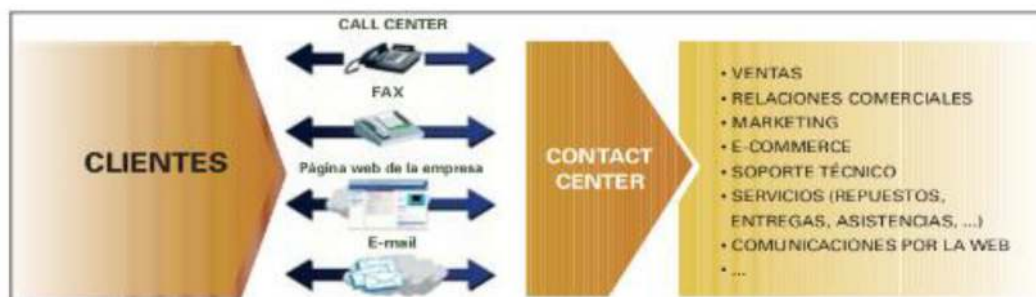 CALL CENTER
FAX
CLIENTES
Página web de la empresa
E-mail
CONTACT
CENTER
• VENTAS
• RELACIONES COMERCIALES
• MARKETING
• E-COMMERCE
• SOPORTE TÉCNICO
• SERVICIOS (REPUESTOS,
ENTREGAS, ASISTENCIAS, ...)
• COMUNICACIONES POR LA WEB
• ...